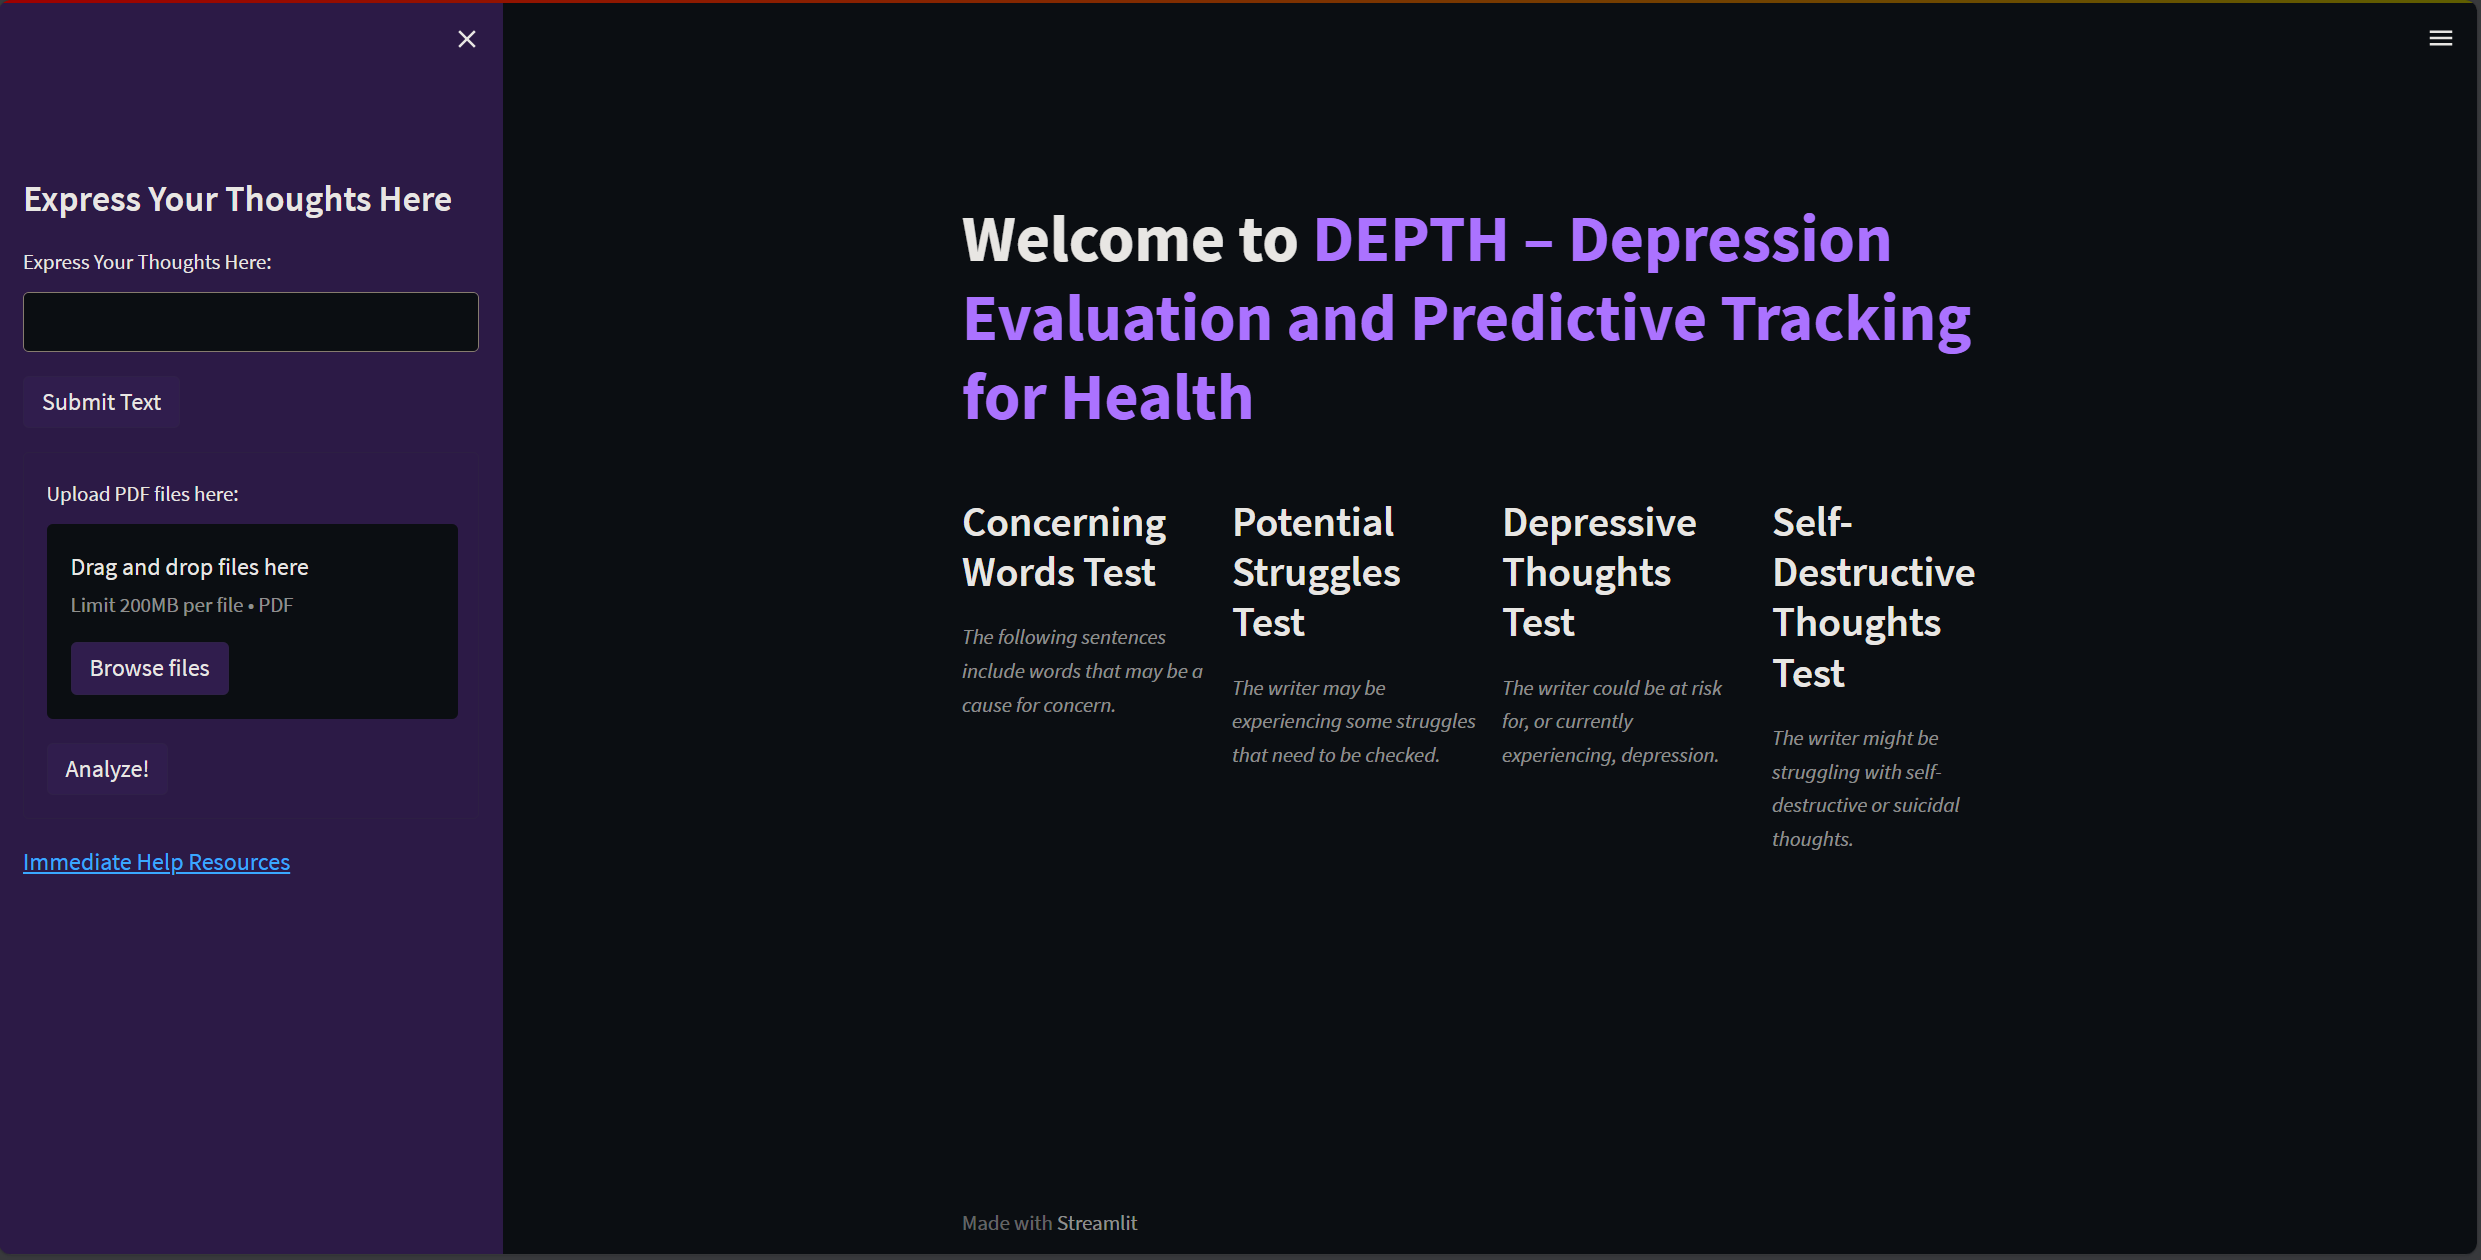 Express Your Thoughts Here
Express Your Thoughts Here:
Submit Text
Upload PDF files here:
Drag and drop files here
Limit 200MB per file • PDF
Browse files
Analyze!
Immediate Help Resources
Welcome to DEPTH – Depression
Evaluation and Predictive Tracking
for Health
Concerning
Words Test
The following sentences
include words that may be a
cause for concern.
Potential
Struggles
Test
The writer may be
experiencing some struggles
that need to be checked.
Depressive
Thoughts
Test
The writer could be at risk
for, or currently
experiencing, depression.
Self-
Destructive
Thoughts
Test
The writer might be
struggling with self-
destructive or suicidal
thoughts.
Made with Streamlit